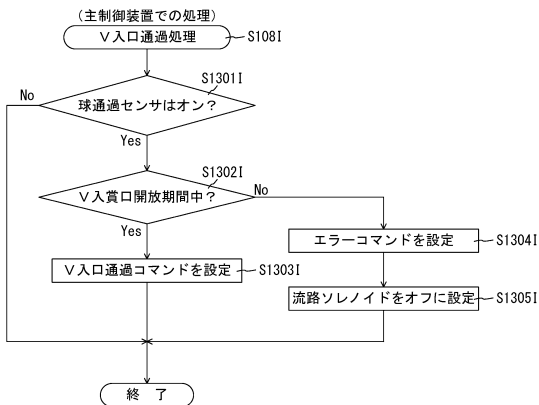 (主制御装置での処理)
V入口通過処理
S108I
S1301I
No
球通過センサはオン？
Yes
S1302I
V入賞口開放期間中？
No
Yes
エラーコマンドを設定
S1304I
V入口通過コマンドを設定
S1303I
流路ソレノイドをオフに設定
S1305I
終 了